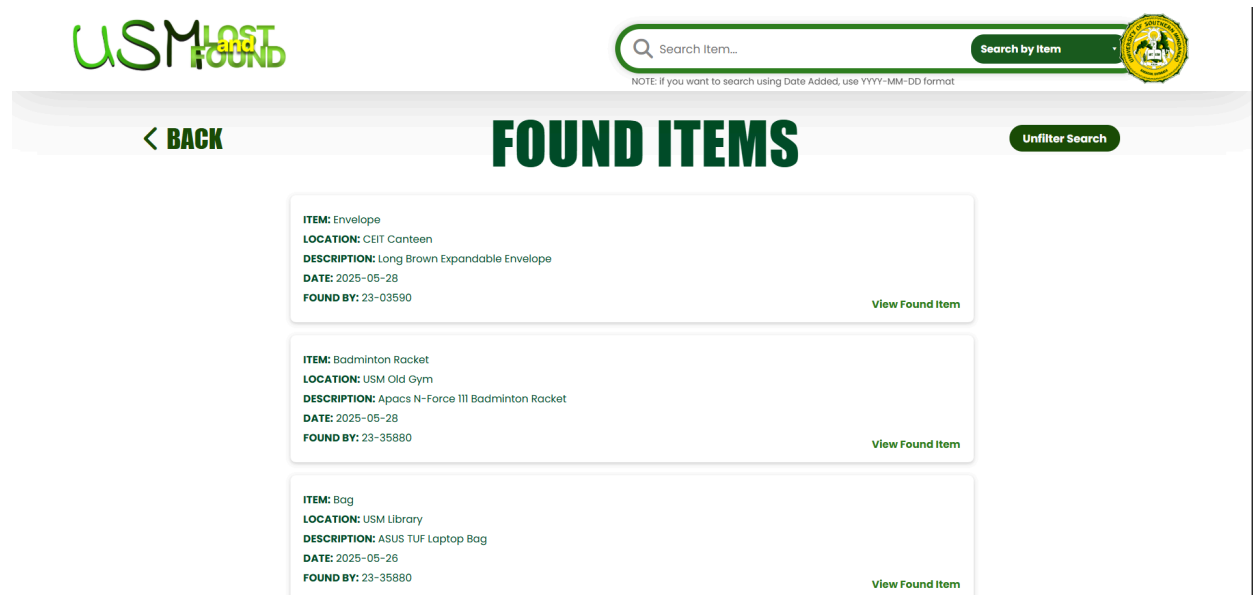 USM LOST and FOUND
Search Item...
Search by Item
NOTE: if you want to search using Date Added, use YYYY-MM-DD format
BACK
FOUND ITEMS
Unfilter Search
ITEM: Envelope
LOCATION: CEIT Canteen
DESCRIPTION: Long Brown Expandable Envelope
DATE: 2025-05-28
FOUND BY: 23-03590
View Found Item
ITEM: Badminton Racket
LOCATION: USM Old Gym
DESCRIPTION: Apacs N-Force 111 Badminton Racket
DATE: 2025-05-28
FOUND BY: 23-35880
View Found Item
ITEM: Bag
LOCATION: USM Library
DESCRIPTION: ASUS TUF Laptop Bag
DATE: 2025-05-26
FOUND BY: 23-35880
View Found Item